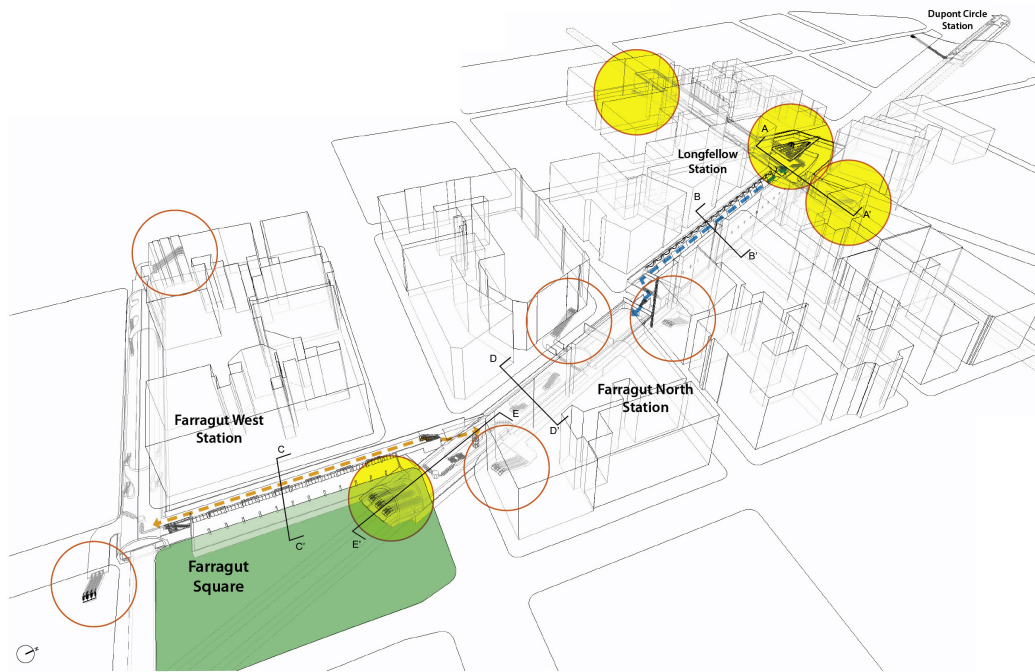 Dupont Circle
Station
A
Longfellow
Station
B
A'
B'
D
Farragut North
Station
E
Farragut West
Station
D'
C
C'
E'
Farragut
Square